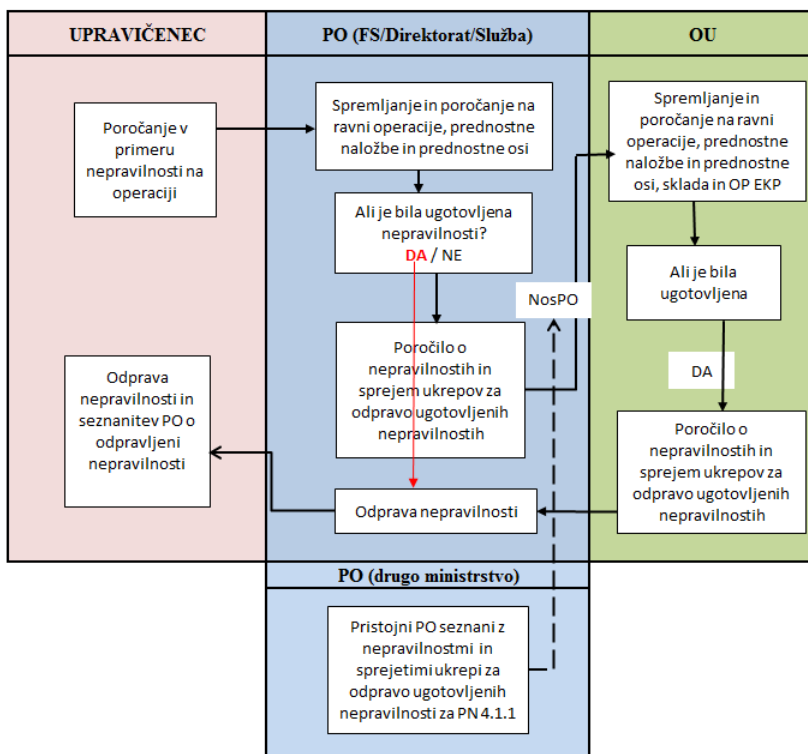 UPRAVIČENEC
PO (FS/Direktorat/Služba)
OU
Poročanje v
primeru
nepravilnosti na
operaciji
Spremljanje in poročanje na
ravni operacije, prednostne
naložbe in prednostne osi
Spremljanje in
poročanje na ravni
operacije, prednostne
naložbe in prednostne
osi, sklada in OP EKP
Ali je bila ugotovljena
nepravilnosti?
DA / NE
Ali je bila
ugotovljena
NosPO
DA
Poročilo o
nepravilnostih in
sprejem ukrepov za
odpravo ugotovljenih
nepravilnostih
Odprava
nepravilnosti in
seznanitev PO o
odpravljeni
nepravilnosti
Poročilo o
nepravilnostih in
sprejem ukrepov za
odpravo ugotovljenih
nepravilnostih
Odprava nepravilnosti
PO (drugo ministrstvo)
Pristojni PO seznani z
nepravilnostmi in
sprejetimi ukrepi za
odpravo ugotovljenih
nepravilnosti za PN 4.1.1